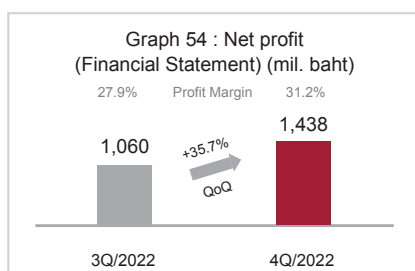 Graph 54 : Net profit
(Financial Statement) (mil. baht)
27.9% Profit Margin 31.2%
1,438
1,060
+35.7%
QoQ
3Q/2022 4Q/2022